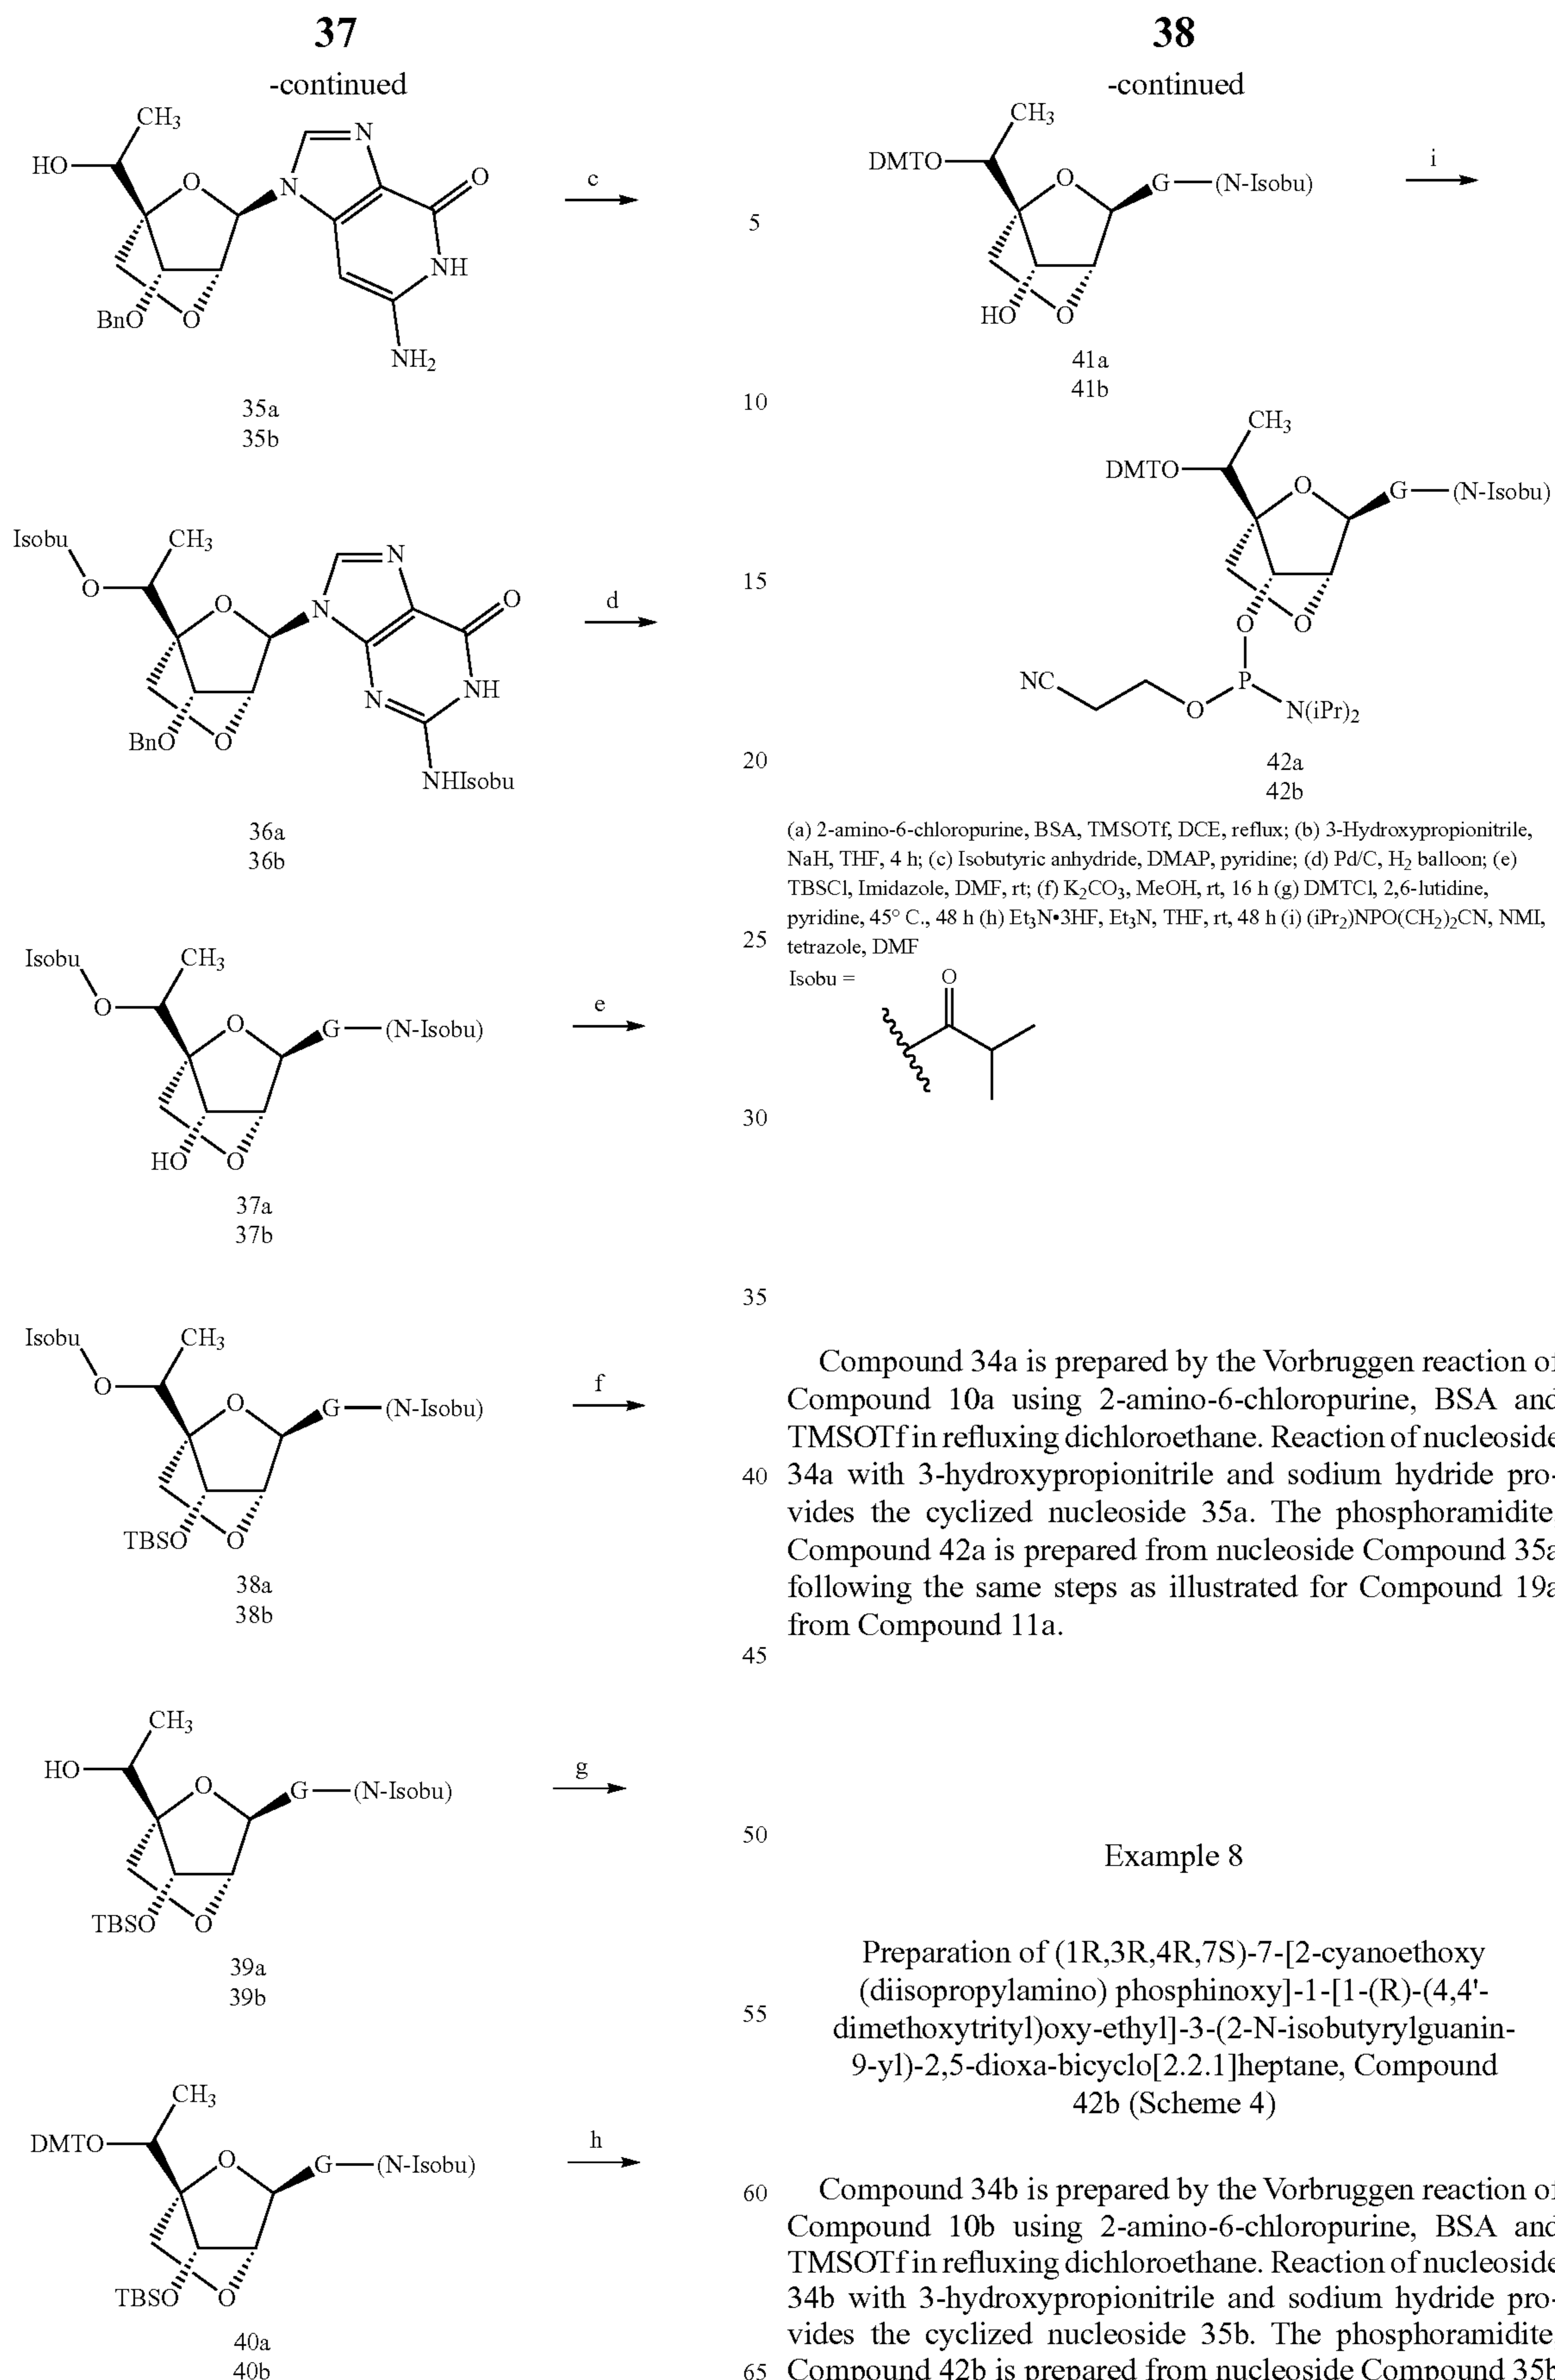 37
-continued
CH3
HO
O
N
N
O
NH
BnO
O
NH2
c
35a
35b
Isobu
CH3
O
O
N
N
O
N
NH
BnO
O
NHIsobu
d
36a
36b
Isobu
CH3
O
O
G—(N-Isobu)
HO
O
e
37a
37b
Isobu
CH3
O
O
G—(N-Isobu)
TBSO
O
f
38a
38b
CH3
HO
O
G—(N-Isobu)
TBSO
O
g
39a
39b
CH3
DMTO
O
G—(N-Isobu)
TBSO
O
h
40a
40b
5
10
15
20
25
30
35
40
45
50
55
60
65
38
-continued
CH3
DMTO
O
G—(N-Isobu)
HO
O
i
41a
41b
CH3
DMTO
O
G—(N-Isobu)
O
O
NC
P
O
N(iPr)2
42a
42b
(a) 2-amino-6-chloropurine, BSA, TMSOTf, DCE, reflux; (b) 3-Hydroxypropionitrile,
NaH, THF, 4 h; (c) Isobutyric anhydride, DMAP, pyridine; (d) Pd/C, H2 balloon; (e)
TBSCl, Imidazole, DMF, rt; (f) K2CO3, MeOH, rt, 16 h (g) DMTCl, 2,6-lutidine,
pyridine, 45° C., 48 h (h) Et3N•3HF, Et3N, THF, rt, 48 h (i) (iPr2)NPO(CH2)2CN, NMI,
tetrazole, DMF
Isobu =
O
Compound 34a is prepared by the Vorbruggen reaction of
Compound 10a using 2-amino-6-chloropurine, BSA and
TMSOTf in refluxing dichloroethane. Reaction of nucleoside
34a with 3-hydroxypropionitrile and sodium hydride pro-
vides the cyclized nucleoside 35a. The phosphoramidite,
Compound 42a is prepared from nucleoside Compound 35a
following the same steps as illustrated for Compound 19a
from Compound 11a.
Example 8
Preparation of (1R,3R,4R,7S)-7-[2-cyanoethoxy
(diisopropylamino) phosphinoxy]-1-[1-(R)-(4,4'-
dimethoxytrityl)oxy-ethyl]-3-(2-N-isobutyrylguanin-
9-yl)-2,5-dioxa-bicyclo[2.2.1]heptane, Compound
42b (Scheme 4)
Compound 34b is prepared by the Vorbruggen reaction of
Compound 10b using 2-amino-6-chloropurine, BSA and
TMSOTf in refluxing dichloroethane. Reaction of nucleoside
34b with 3-hydroxypropionitrile and sodium hydride pro-
vides the cyclized nucleoside 35b. The phosphoramidite,
Compound 42b is prepared from nucleoside Compound 35b